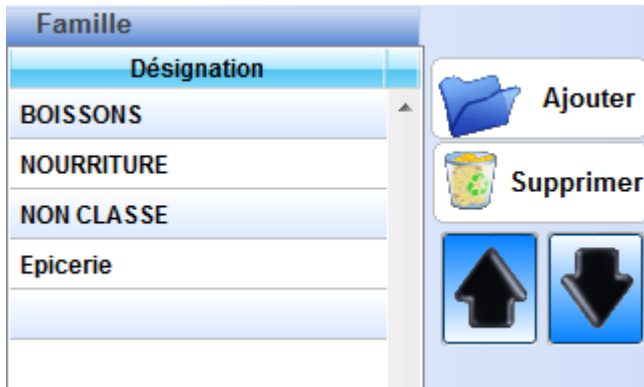 Famille
Désignation
BOISSONS
NOURRITURE
NON CLASSE
Epicerie
Ajouter
Supprimer